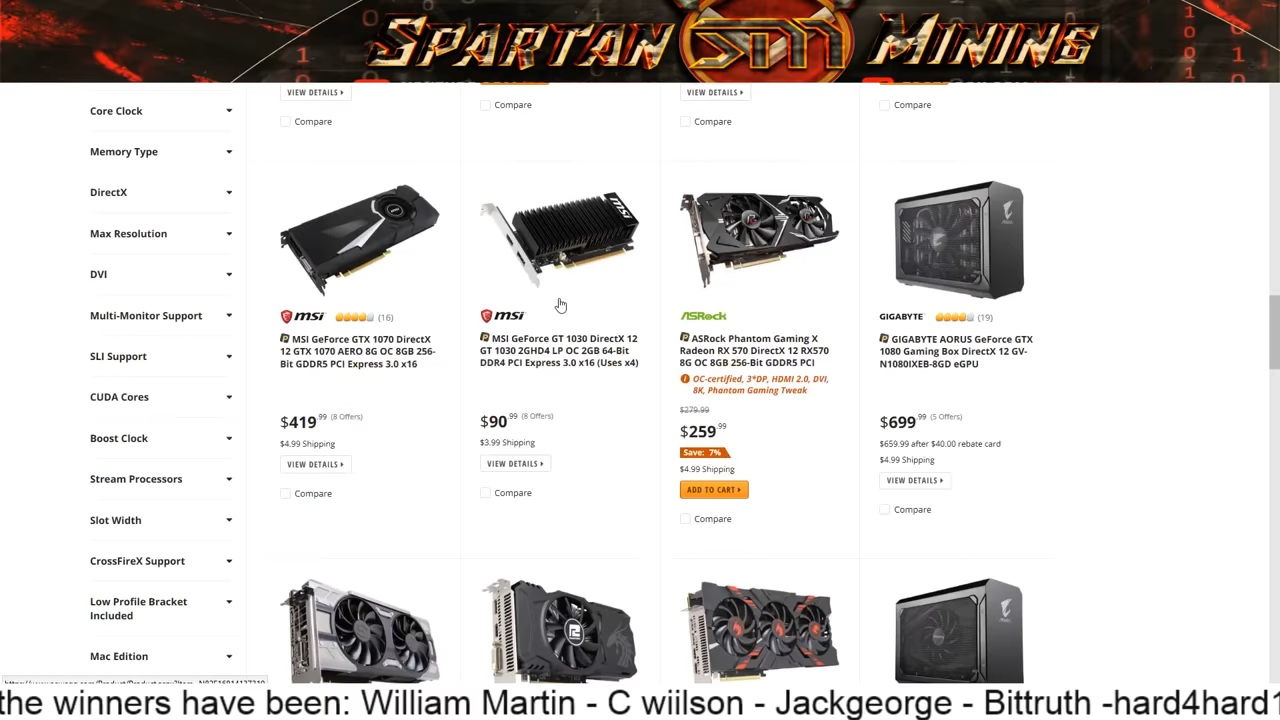 SPARTAN SM MINING
VIEW DETAILS
VIEW DETAILS
Compare
Compare
Compare
Compare
Core Clock
Memory Type
DirectX
Max Resolution
DVI
Multi-Monitor Support
SLI Support
CUDA Cores
Boost Clock
Stream Processors
Slot Width
CrossFireX Support
Low Profile Bracket
Included
Mac Edition
msi (16)
MSI GeForce GTX 1070 DirectX
12 GTX 1070 AERO 8G OC 8GB 256-
Bit GDDR5 PCI Express 3.0 x16
$419.99 (8 Offers)
$4.99 Shipping
VIEW DETAILS
Compare
msi
MSI GeForce GT 1030 DirectX 12
GT 1030 2GHD4 LP OC 2GB 64-Bit
DDR4 PCI Express 3.0 x16 (Uses x4)
$90.99 (8 Offers)
$3.99 Shipping
VIEW DETAILS
Compare
ASRock
ASRock Phantom Gaming X
Radeon RX 570 DirectX 12 RX570
8G OC 8GB 256-Bit GDDR5 PCI
OC-certified, 3*DP, HDMI 2.0, DVI,
8K, Phantom Gaming Tweak
$279.99
$259.99
Save: 7%
$4.99 Shipping
ADD TO CART
Compare
GIGABYTE (19)
GIGABYTE AORUS GeForce GTX
1080 Gaming Box DirectX 12 GV-
N1080IXEB-8GD eGPU
$699.99 (5 Offers)
$659.99 after $40.00 rebate card
$4.99 Shipping
VIEW DETAILS
Compare
the winners have been: William Martin - C wiilson - Jackgeorge - Bittruth -hard4hard1